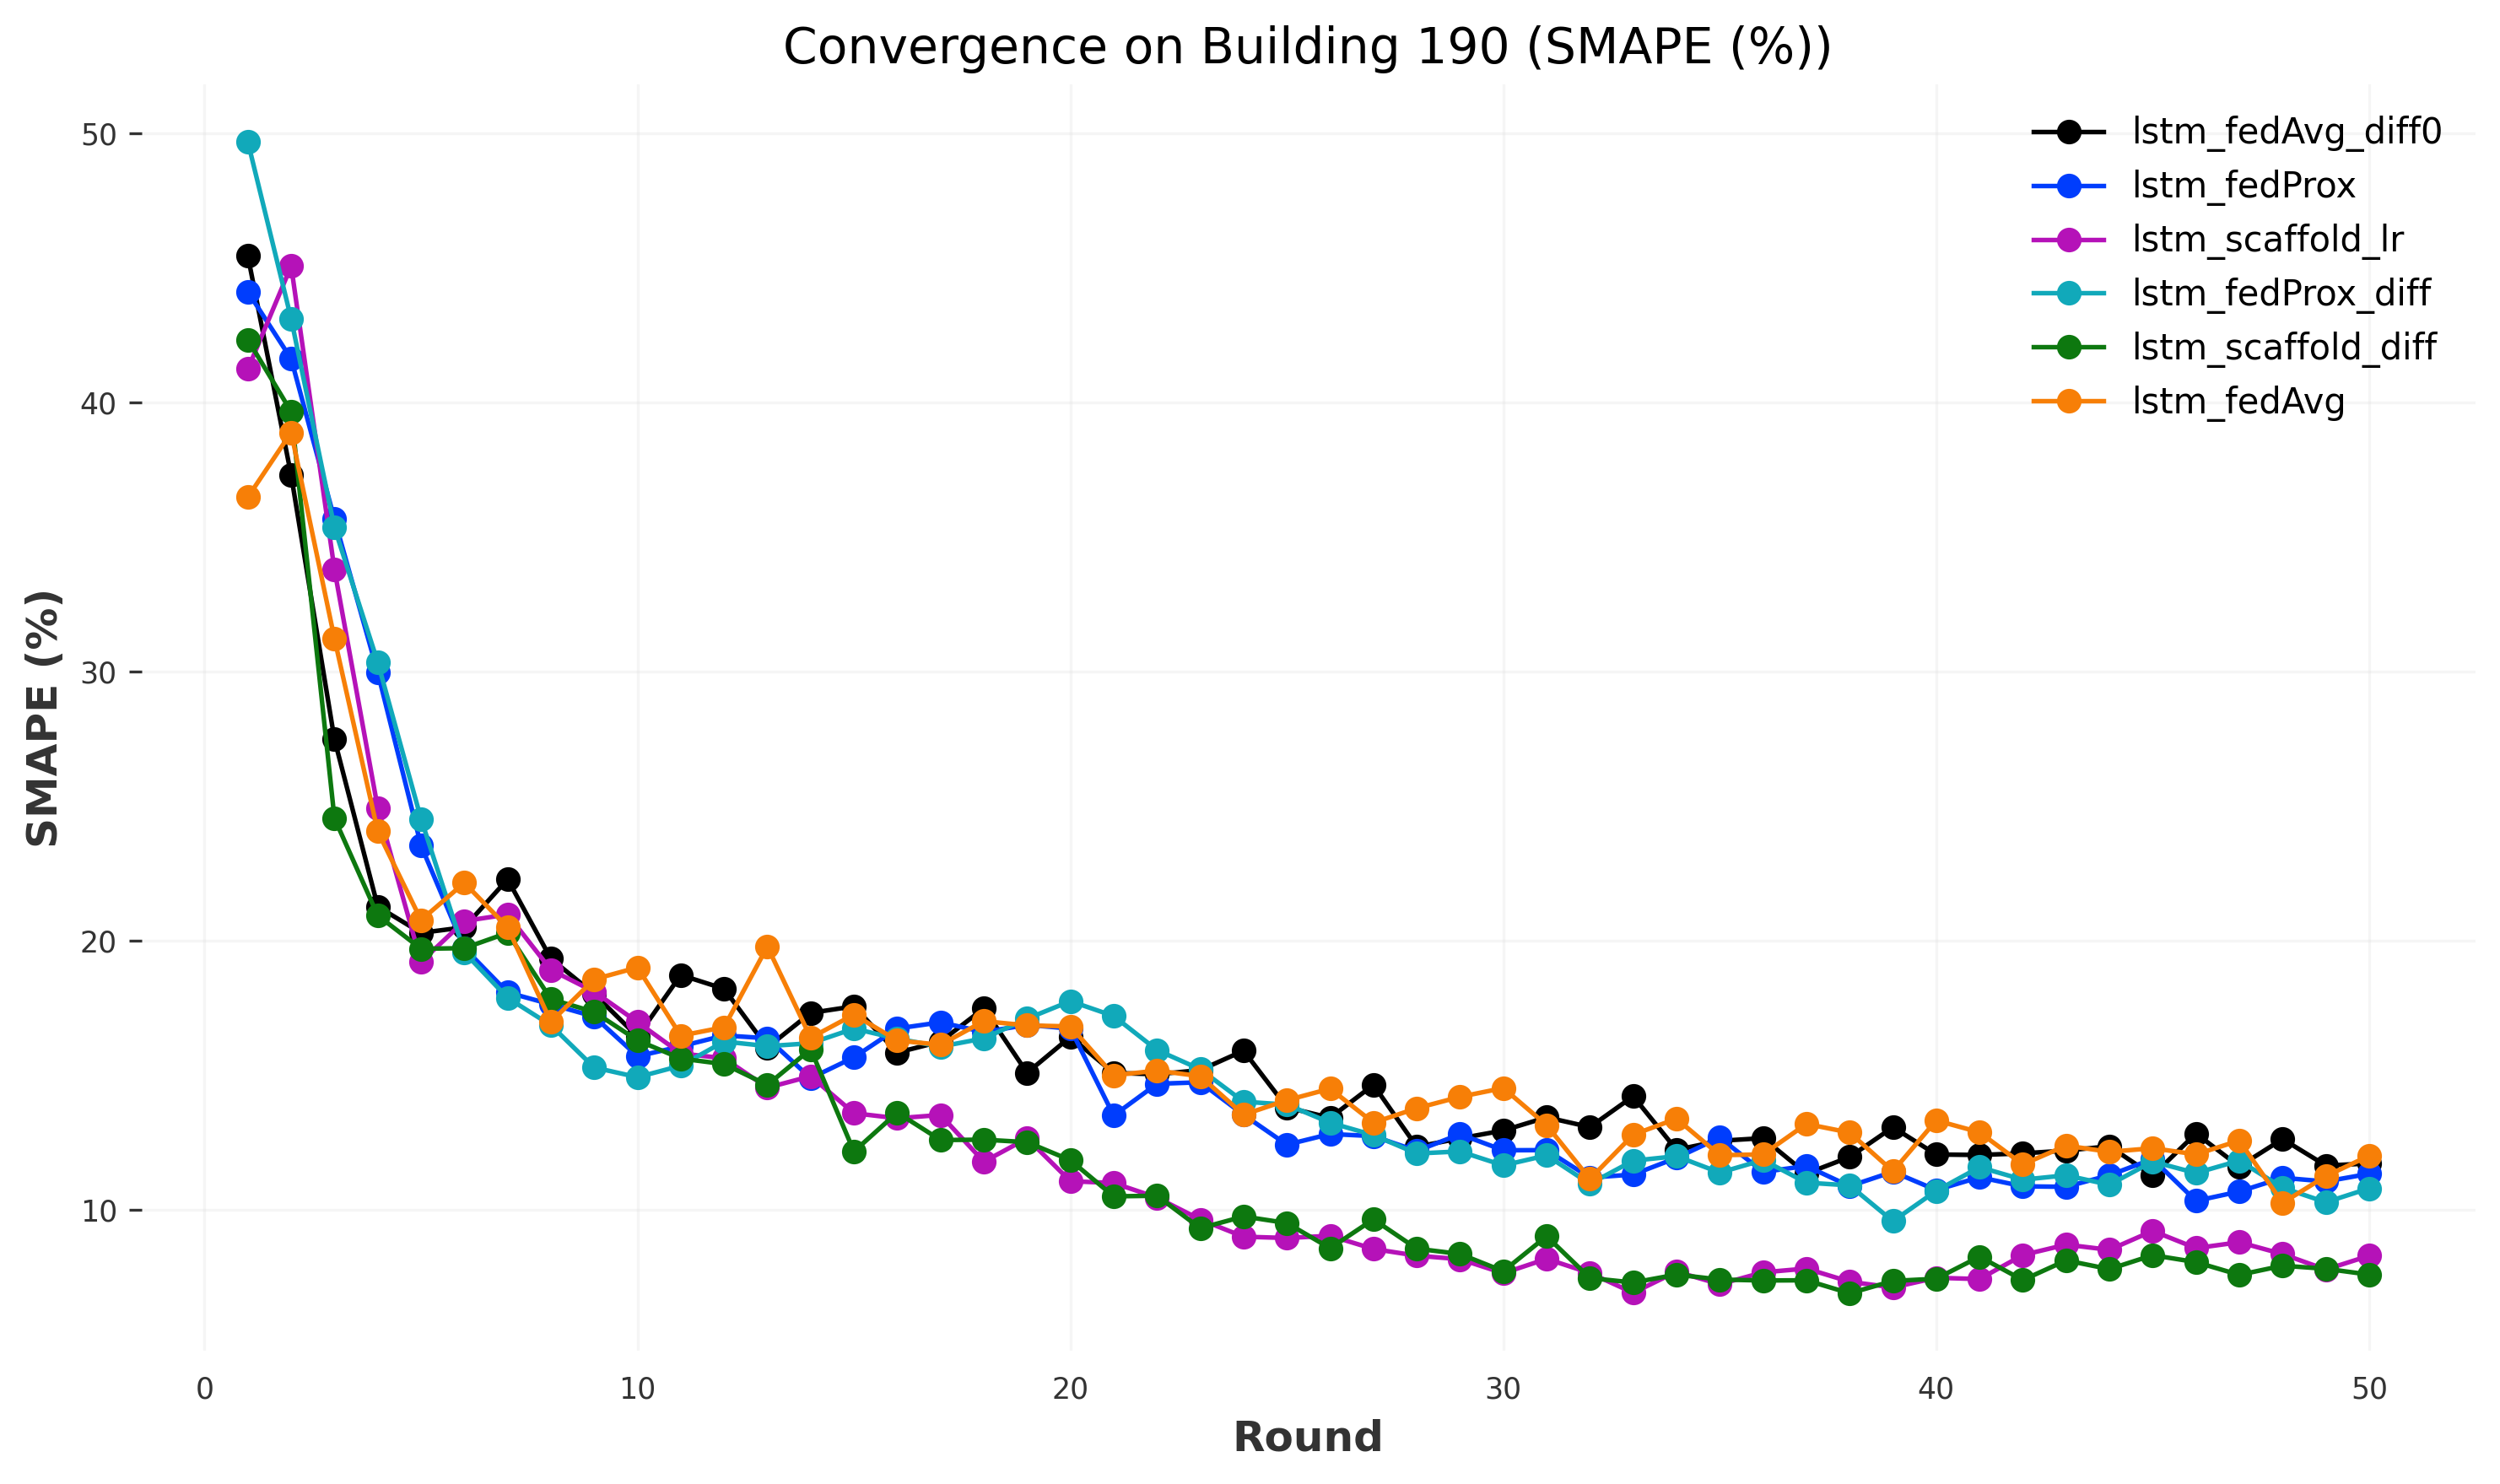 Convergence on Building 190 (SMAPE (%))
lstm_fedAvg_diff0
lstm_fedProx
lstm_scaffold_lr
lstm_fedProx_diff
lstm_scaffold_diff
lstm_fedAvg
SMAPE (%)
50
40
30
20
10
0 10 20 30 40 50
Round